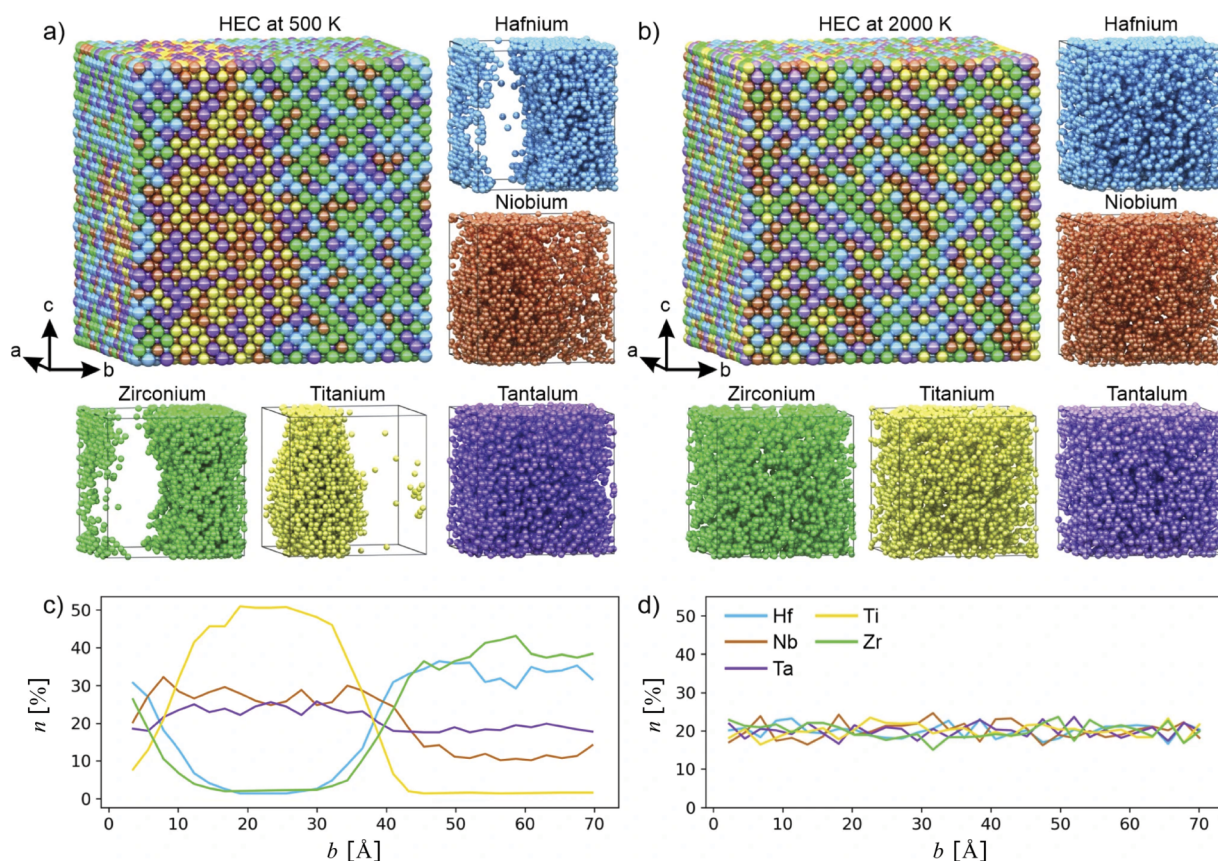 a)
HEC at 500 K
Hafnium
Niobium
c
a
b
Zirconium
Titanium
Tantalum
b)
HEC at 2000 K
Hafnium
Niobium
c
a
b
Zirconium
Titanium
Tantalum
c)
n [%]
50
40
30
20
10
0
0 10 20 30 40 50 60 70
b [Å]
d)
n [%]
50
40
30
20
10
0
Hf Ti
Nb Zr
Ta
0 10 20 30 40 50 60 70
b [Å]